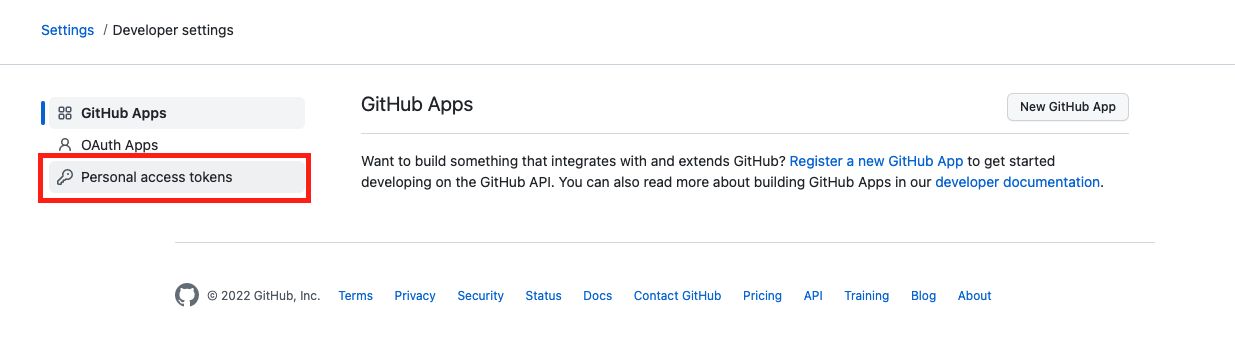 Settings / Developer settings
GitHub Apps
OAuth Apps
Personal access tokens
GitHub Apps
New GitHub App
Want to build something that integrates with and extends GitHub? Register a new GitHub App to get started
developing on the GitHub API. You can also read more about building GitHub Apps in our developer documentation.
© 2022 GitHub, Inc. Terms Privacy Security Status Docs Contact GitHub Pricing API Training Blog About